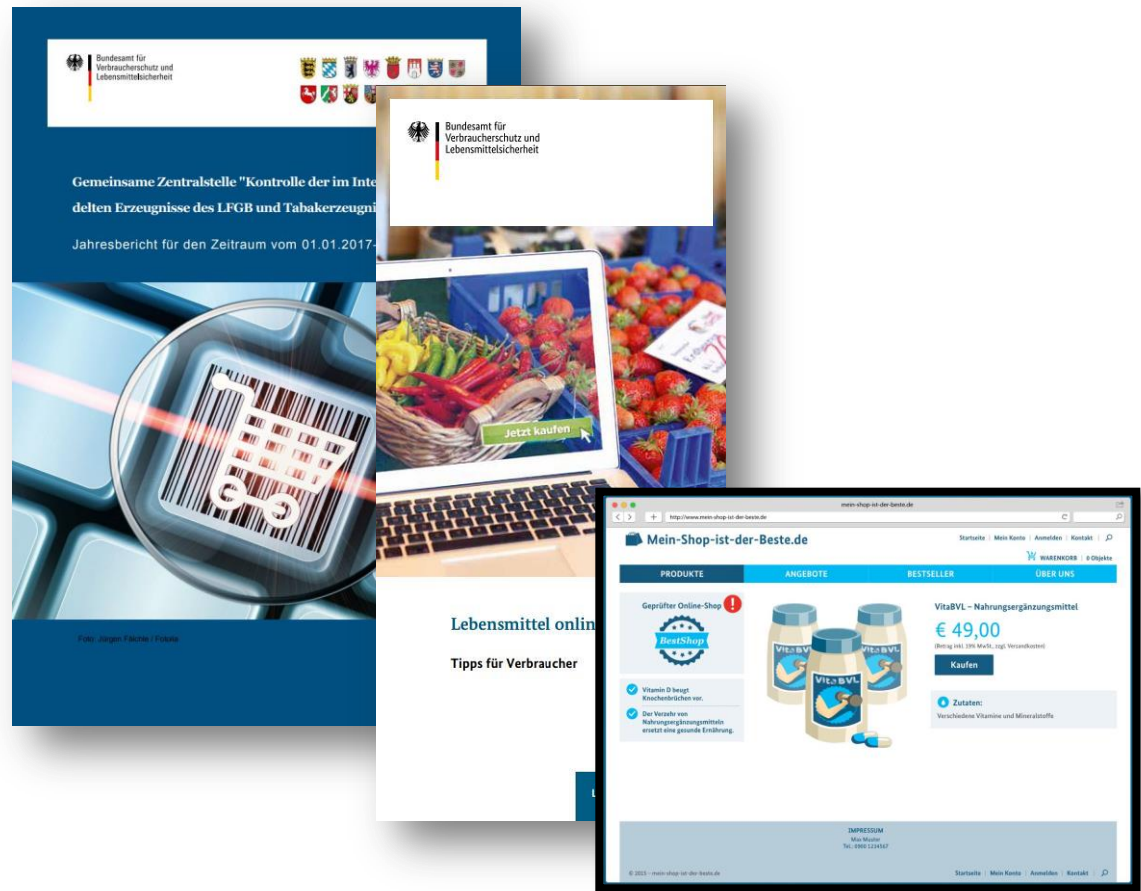 Bundesamt für
Verbraucherschutz und
Lebensmittelsicherheit
Gemeinsame Zentralstelle "Kontrolle der im Inte
delten Erzeugnisse des LFGB und Tabakerzeugni
Jahresbericht für den Zeitraum vom 01.01.2017-
Foto: Jürgen Fälchle / Fotolia
Bundesamt für
Verbraucherschutz und
Lebensmittelsicherheit
Jetzt kaufen
Lebensmittel onlin
Tipps für Verbraucher
L
mein-shop-ist-der-beste.de
http://www.mein-shop-ist-der-beste.de
Mein-Shop-ist-der-Beste.de
Startseite | Mein Konto | Anmelden | Kontakt
WARENKORB | 0 Objekte
PRODUKTE ANGEBOTE BESTSELLER ÜBER UNS
Geprüfter Online-Shop
BestShop
Vitamin D beugt
Knochenbrüchen vor.
Der Verzehr von
Nahrungsergänzungsmitteln
ersetzt eine gesunde Ernährung.
VitaBVL
VitaBVL
VitaBVL
VitaBVL – Nahrungsergänzungsmittel
€ 49,00
(Betrag inkl. 19% MwSt., zzgl. Versandkosten)
Kaufen
Zutaten:
Verschiedene Vitamine und Mineralstoffe
IMPRESSUM
Max Muster
Tel.: 0900 1234567
© 2015 – mein-shop-ist-der-beste.de
Startseite | Mein Konto | Anmelden | Kontakt